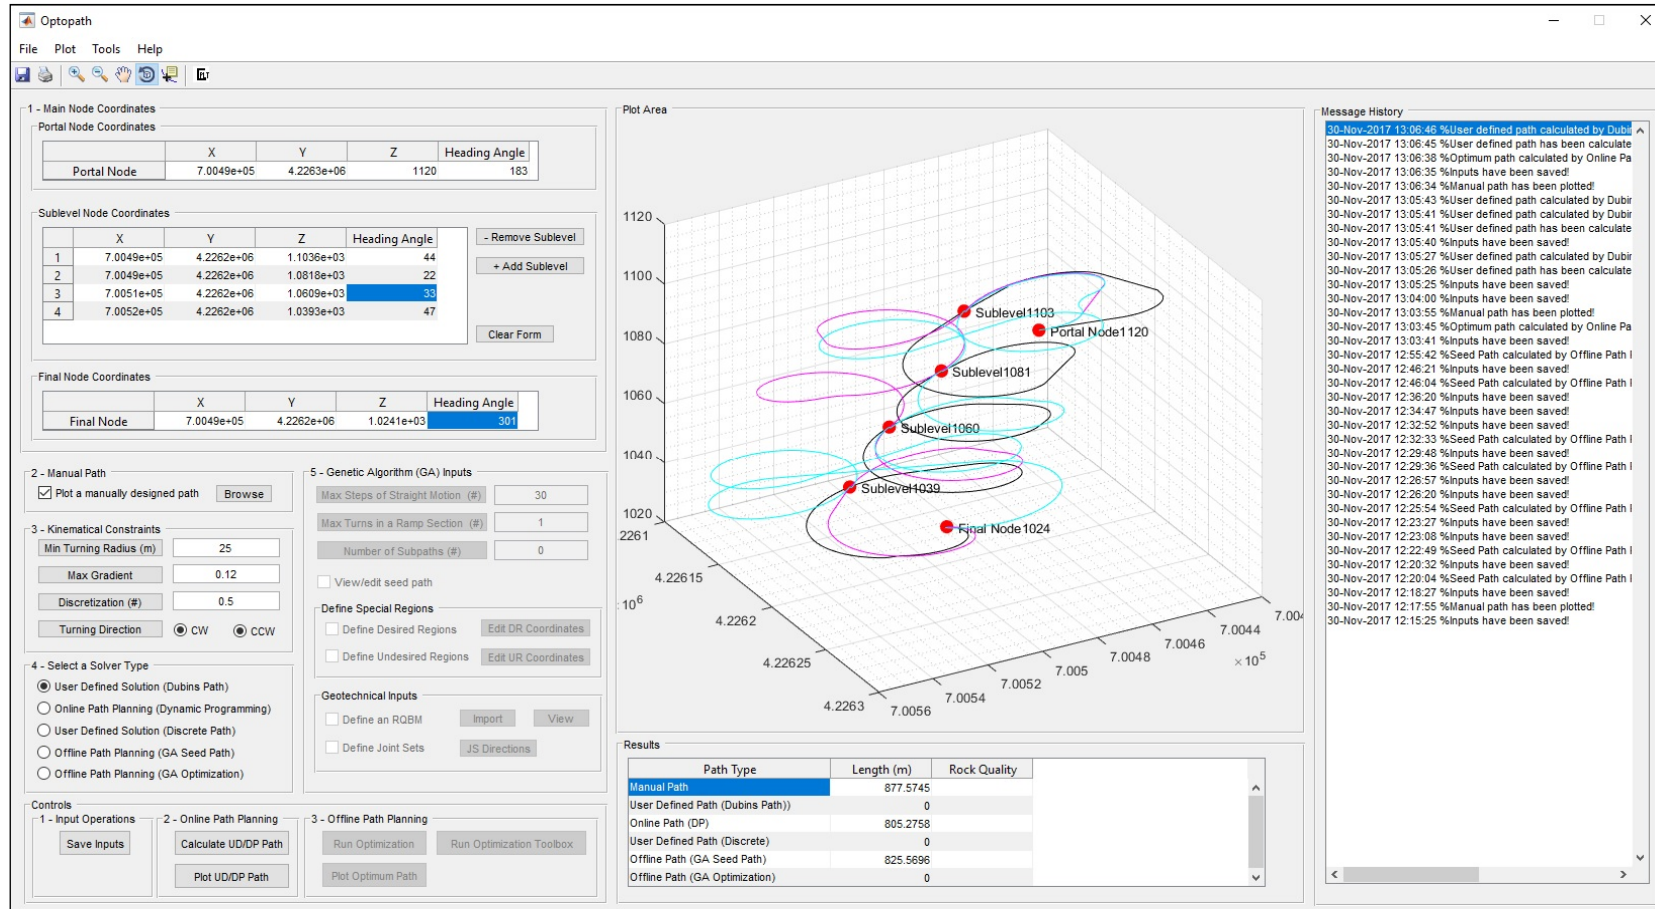 Optopath
File Plot Tools Help
1 - Main Node Coordinates
Portal Node Coordinates
X Y Z Heading Angle
Portal Node 7.0049e+05 4.2263e+06 1120 183
Sublevel Node Coordinates
X Y Z Heading Angle
1 7.0049e+05 4.2262e+06 1.1036e+03 44
2 7.0049e+05 4.2262e+06 1.0818e+03 22
3 7.0051e+05 4.2262e+06 1.0609e+03 33
4 7.0052e+05 4.2262e+06 1.0393e+03 47
- Remove Sublevel
+ Add Sublevel
Clear Form
Final Node Coordinates
X Y Z Heading Angle
Final Node 7.0049e+05 4.2262e+06 1.0241e+03 301
2 - Manual Path
Plot a manually designed path Browse
3 - Kinematical Constraints
Min Turning Radius (m) 25
Max Gradient 0.12
Discretization (#) 0.5
Turning Direction CW CCW
4 - Select a Solver Type
User Defined Solution (Dubins Path)
Online Path Planning (Dynamic Programming)
User Defined Solution (Discrete Path)
Offline Path Planning (GA Seed Path)
Offline Path Planning (GA Optimization)
5 - Genetic Algorithm (GA) Inputs
Max Steps of Straight Motion (#) 30
Max Turns in a Ramp Section (#) 1
Number of Subpaths (#) 0
View/edit seed path
Define Special Regions
Define Desired Regions Edit DR Coordinates
Define Undesired Regions Edit UR Coordinates
Geotechnical Inputs
Define an RQBM Import View
Define Joint Sets JS Directions
Controls
1 - Input Operations
Save Inputs
2 - Online Path Planning
Calculate UD/DP Path
Plot UD/DP Path
3 - Offline Path Planning
Run Optimization Run Optimization Toolbox
Plot Optimum Path
Plot Area
1120
1100
1080
1060
1040
1020
Sublevel1103
Portal Node1120
Sublevel1081
Sublevel1060
Sublevel1039
Final Node1024
2261
4.22615
4.2262
4.22625
4.2263
10⁶
7.0056
7.0054
7.0052
7.005
7.0048
7.0046
7.0044
7.004
× 10⁵
Results
Path Type Length (m) Rock Quality
Manual Path 877.5745
User Defined Path (Dubins Path)) 0
Online Path (DP) 805.2758
User Defined Path (Discrete) 0
Offline Path (GA Seed Path) 825.5696
Offline Path (GA Optimization) 0
Message History
30-Nov-2017 13:06:46 %User defined path calculated by Dubir
30-Nov-2017 13:06:45 %User defined path has been calculate
30-Nov-2017 13:06:38 %Optimum path calculated by Online Pa
30-Nov-2017 13:06:35 %Inputs have been saved!
30-Nov-2017 13:06:34 %Manual path has been plotted!
30-Nov-2017 13:05:43 %User defined path calculated by Dubir
30-Nov-2017 13:05:41 %User defined path calculated by Dubir
30-Nov-2017 13:05:41 %User defined path has been calculate
30-Nov-2017 13:05:40 %Inputs have been saved!
30-Nov-2017 13:05:27 %User defined path calculated by Dubir
30-Nov-2017 13:05:26 %User defined path has been calculate
30-Nov-2017 13:05:25 %Inputs have been saved!
30-Nov-2017 13:04:00 %Inputs have been saved!
30-Nov-2017 13:03:55 %Manual path has been plotted!
30-Nov-2017 13:03:45 %Optimum path calculated by Online Pa
30-Nov-2017 13:03:41 %Inputs have been saved!
30-Nov-2017 12:55:42 %Seed Path calculated by Offline Path I
30-Nov-2017 12:46:21 %Inputs have been saved!
30-Nov-2017 12:46:04 %Seed Path calculated by Offline Path I
30-Nov-2017 12:36:20 %Inputs have been saved!
30-Nov-2017 12:34:47 %Inputs have been saved!
30-Nov-2017 12:32:52 %Inputs have been saved!
30-Nov-2017 12:32:33 %Seed Path calculated by Offline Path I
30-Nov-2017 12:29:48 %Inputs have been saved!
30-Nov-2017 12:29:36 %Seed Path calculated by Offline Path I
30-Nov-2017 12:26:57 %Inputs have been saved!
30-Nov-2017 12:26:20 %Inputs have been saved!
30-Nov-2017 12:25:54 %Seed Path calculated by Offline Path I
30-Nov-2017 12:23:27 %Inputs have been saved!
30-Nov-2017 12:23:08 %Inputs have been saved!
30-Nov-2017 12:22:49 %Seed Path calculated by Offline Path I
30-Nov-2017 12:20:32 %Inputs have been saved!
30-Nov-2017 12:20:04 %Seed Path calculated by Offline Path I
30-Nov-2017 12:18:27 %Inputs have been saved!
30-Nov-2017 12:17:55 %Manual path has been plotted!
30-Nov-2017 12:15:25 %Inputs have been saved!